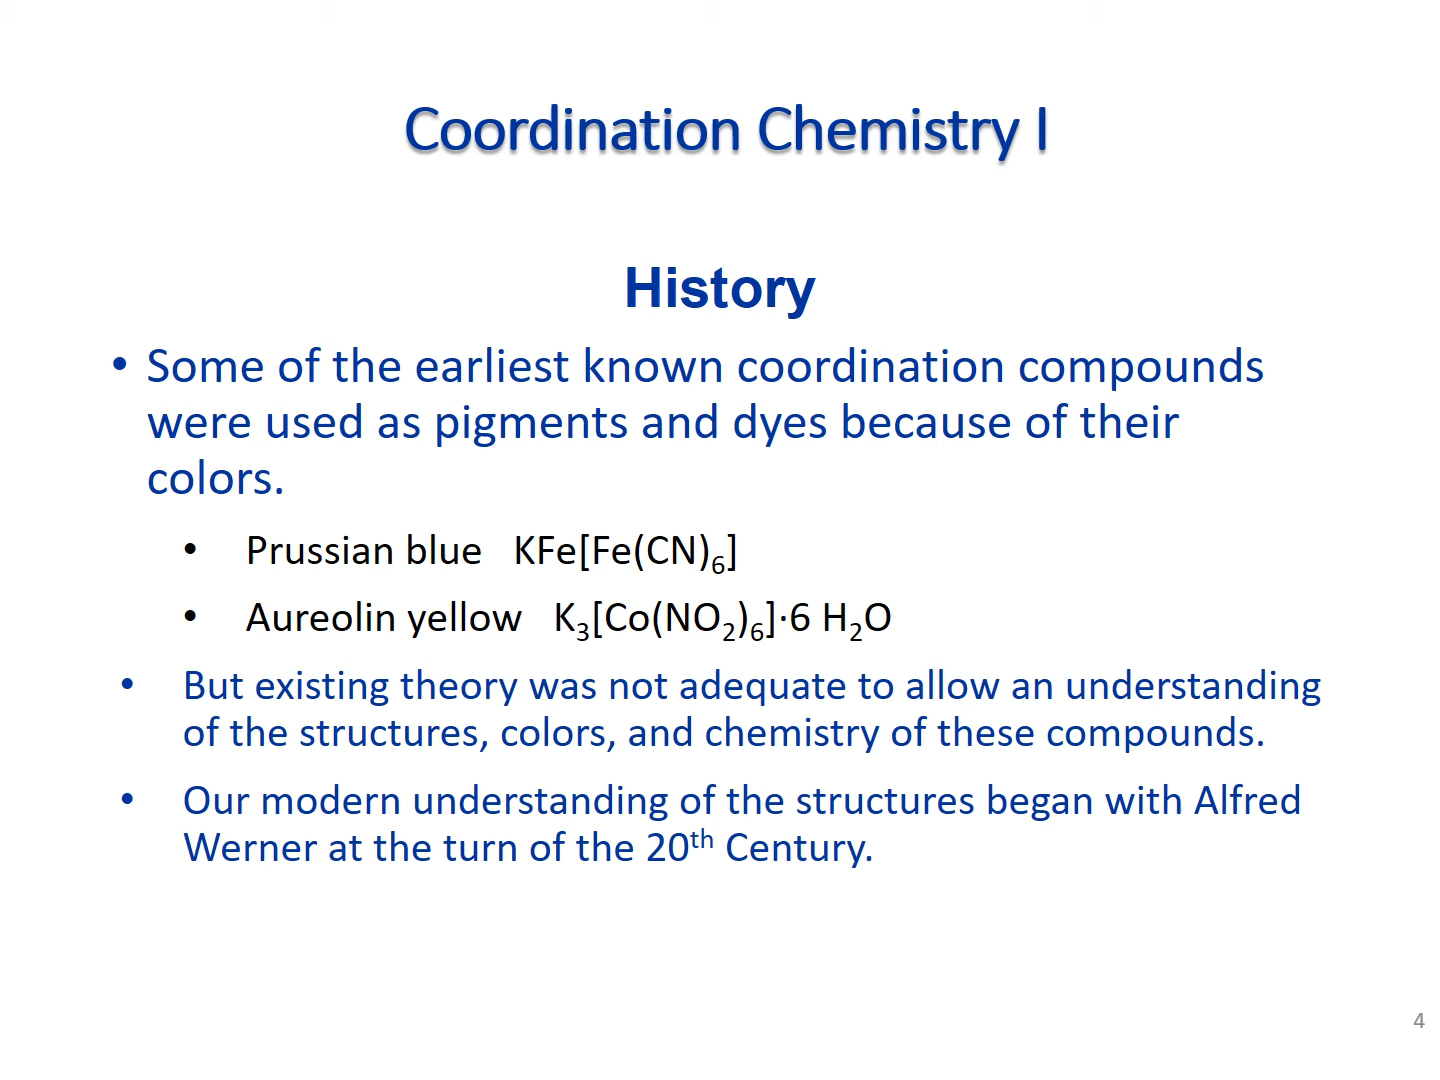 Coordination Chemistry I
History
• Some of the earliest known coordination compounds
were used as pigments and dyes because of their
colors.
• Prussian blue KFe[Fe(CN)₆]
• Aureolin yellow K₃[Co(NO₂)₆]·6 H₂O
• But existing theory was not adequate to allow an understanding
of the structures, colors, and chemistry of these compounds.
• Our modern understanding of the structures began with Alfred
Werner at the turn of the 20ᵗʰ Century.
4